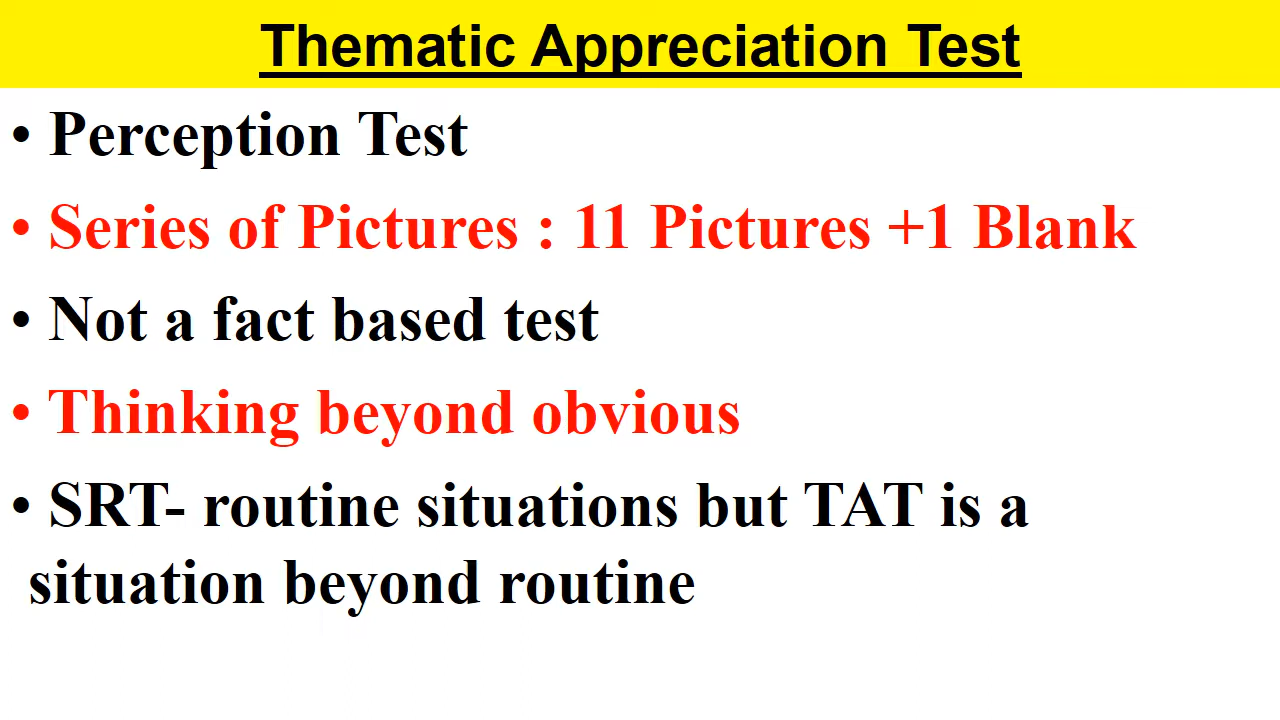 Thematic Appreciation Test
• Perception Test
• Series of Pictures : 11 Pictures +1 Blank
• Not a fact based test
• Thinking beyond obvious
• SRT- routine situations but TAT is a
situation beyond routine